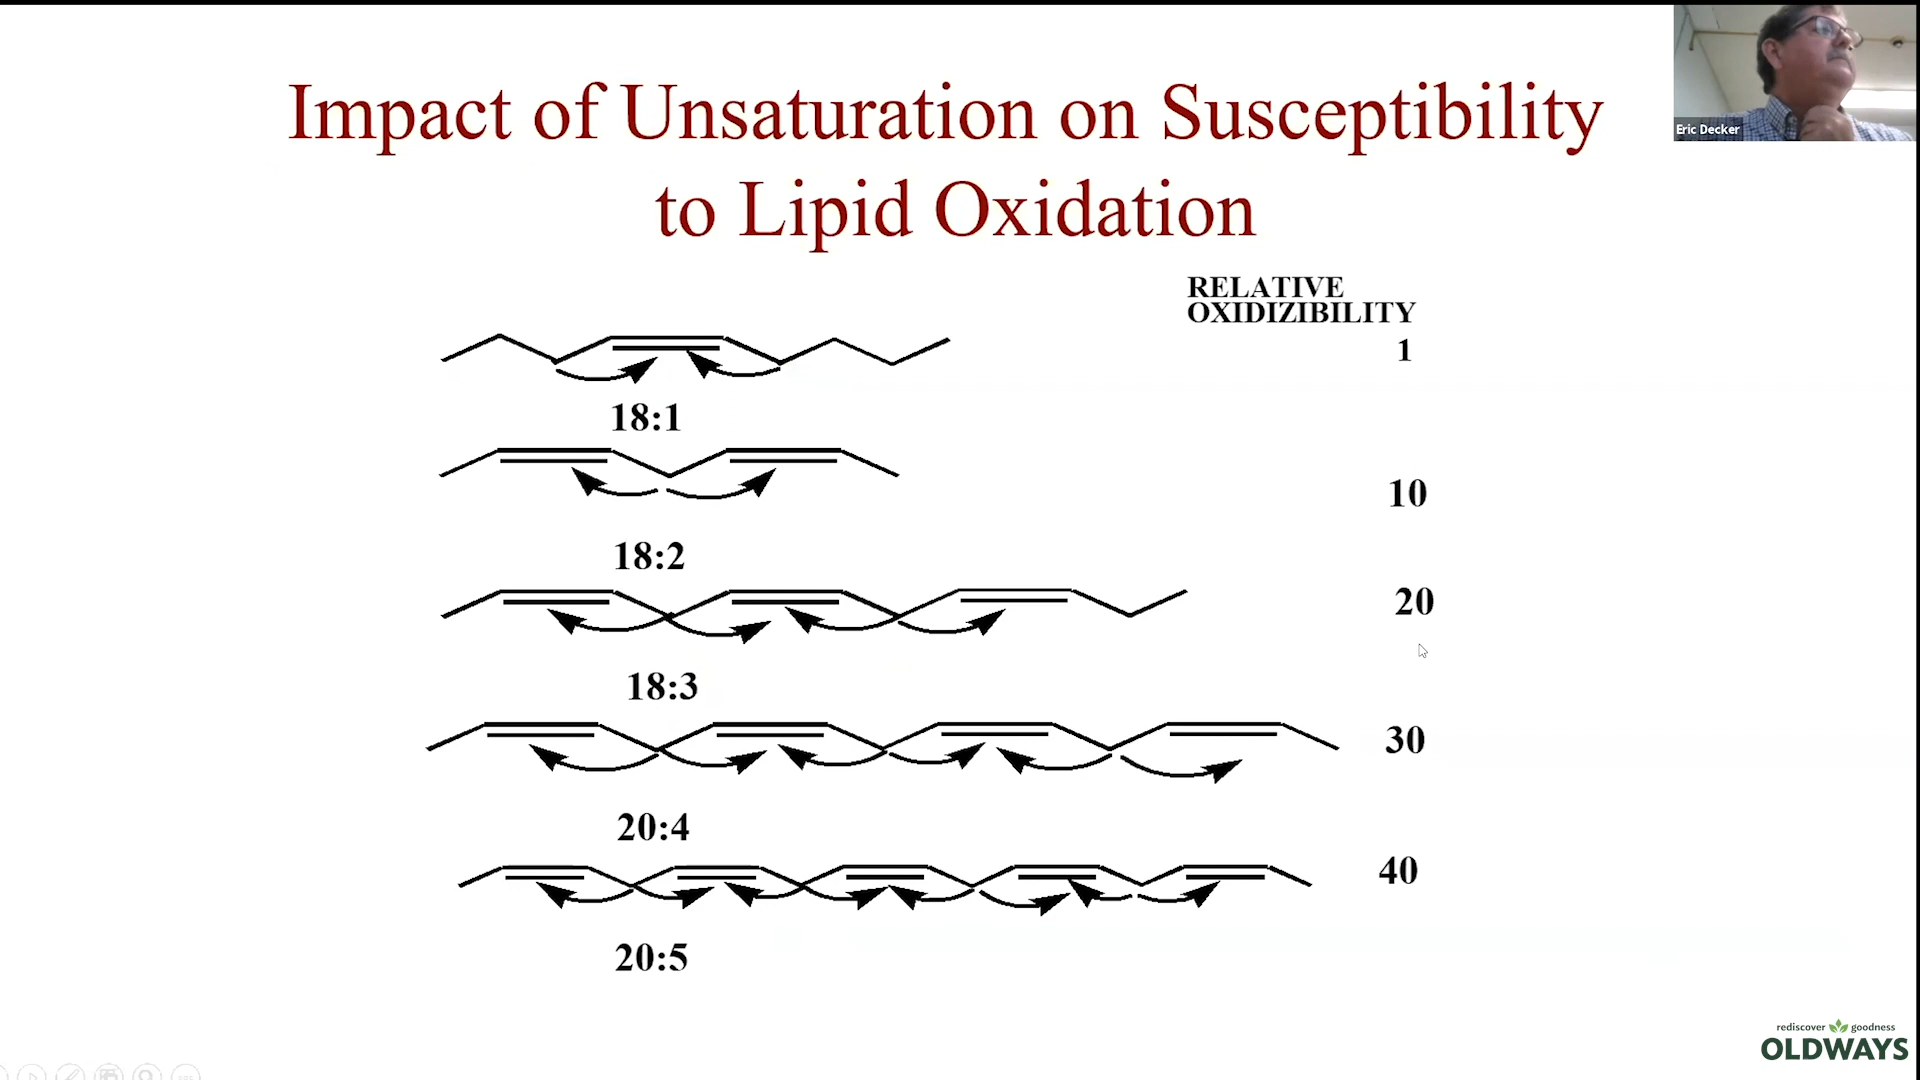 Impact of Unsaturation on Susceptibility
to Lipid Oxidation
Eric Decker
RELATIVE
OXIDIZIBILITY
1
18:1
10
18:2
20
18:3
30
20:4
40
20:5
rediscover goodness
OLDWAYS